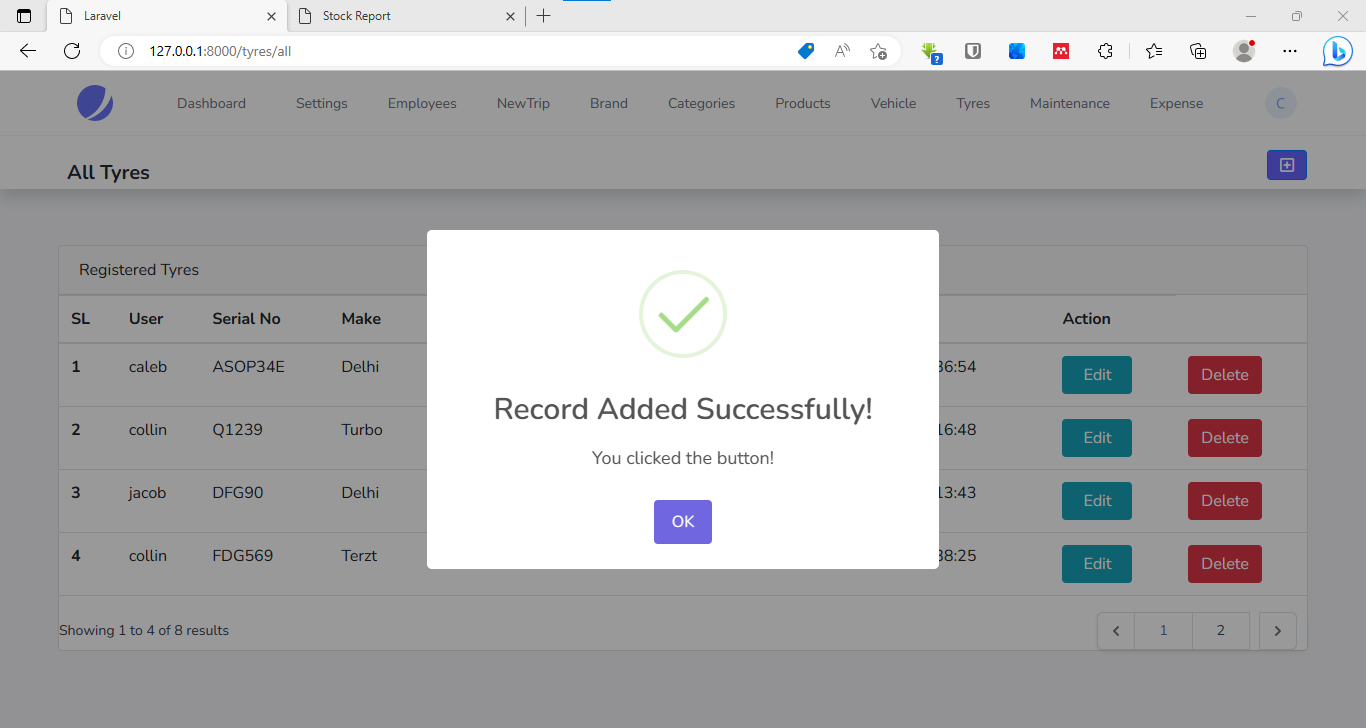 Laravel
Stock Report
127.0.0.1:8000/tyres/all
Dashboard Settings Employees NewTrip Brand Categories Products Vehicle Tyres Maintenance Expense C
All Tyres
Registered Tyres
SL User Serial No Make Action
1 caleb ASOP34E Delhi 36:54 Edit Delete
2 collin Q1239 Turbo 16:48 Edit Delete
3 jacob DFG90 Delhi 13:43 Edit Delete
4 collin FDG569 Terzt 38:25 Edit Delete
Record Added Successfully!
You clicked the button!
OK
Showing 1 to 4 of 8 results
1 2